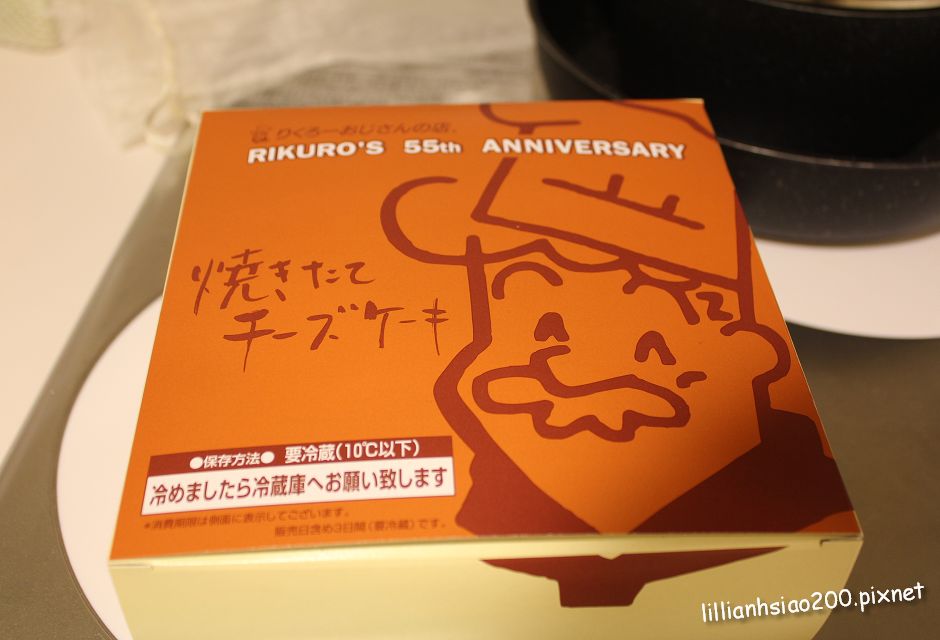 りくろーおじさんの店
RIKURO'S 55th ANNIVERSARY
焼きたて
チーズケーキ
●保存方法● 要冷蔵(10℃以下)
冷めましたら冷蔵庫へお願い致します
*消費期限は側面に表示してございます。
販売日含め3日間(要冷蔵)です。
lillianhsiao200.pixnet